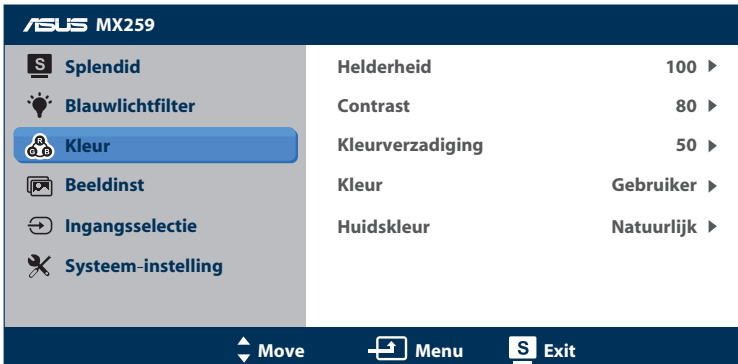 ASUS MX259
S Splendid
Blauwlichtfilter
R G B Kleur
Beeldinst
Ingangsselectie
Systeem-instelling
Helderheid 100
Contrast 80
Kleurverzadiging 50
Kleur Gebruiker
Huidskleur Natuurlijk
Move Menu S Exit